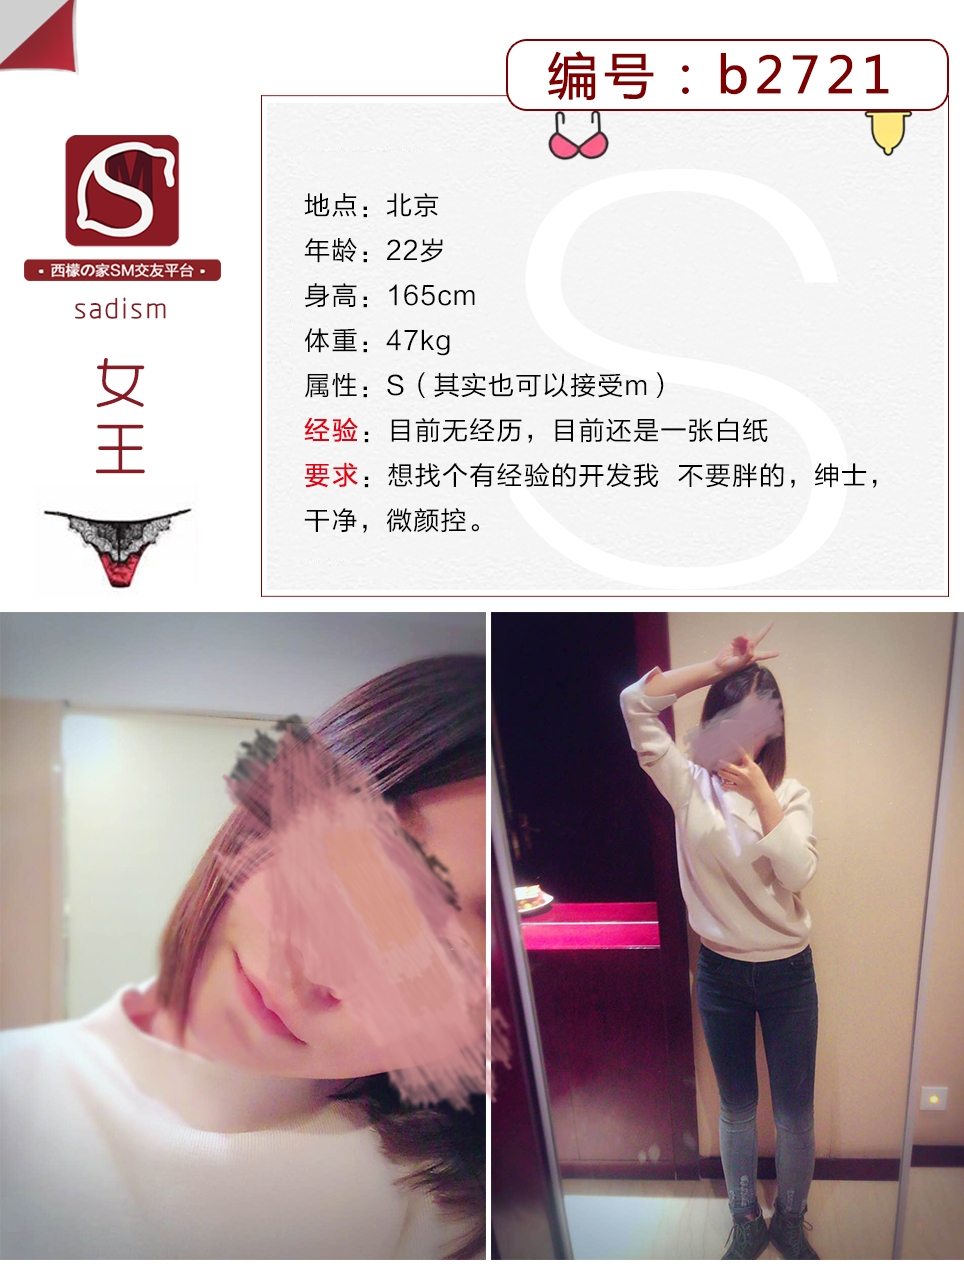 编号：b2721
SM
西檬の家SM交友平台
sadism
女王
S
地点：北京
年龄：22岁
身高：165cm
体重：47kg
属性：S（其实也可以接受m）
经验：目前无经历，目前还是一张白纸
要求：想找个有经验的开发我 不要胖的，绅士，
干净，微颜控。